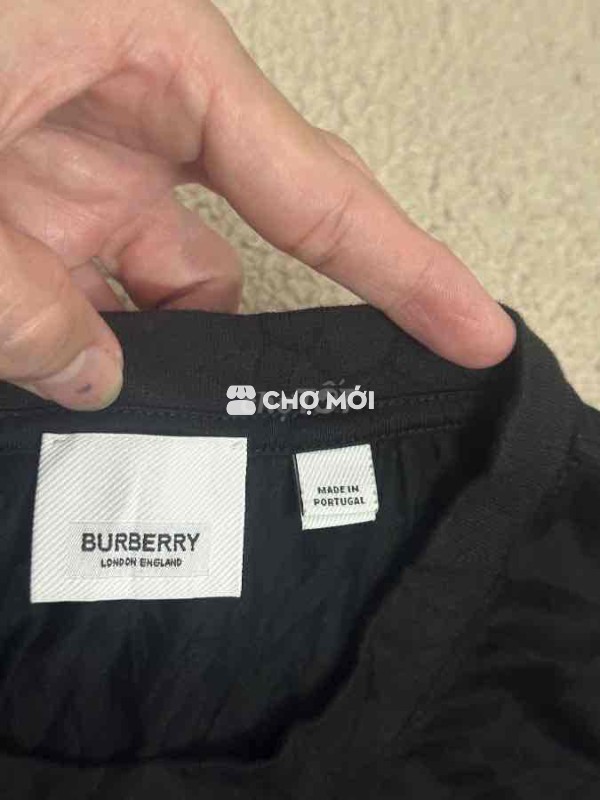 CHỢ MỚI
MADE IN
PORTUGAL
BURBERRY
LONDON ENGLAND